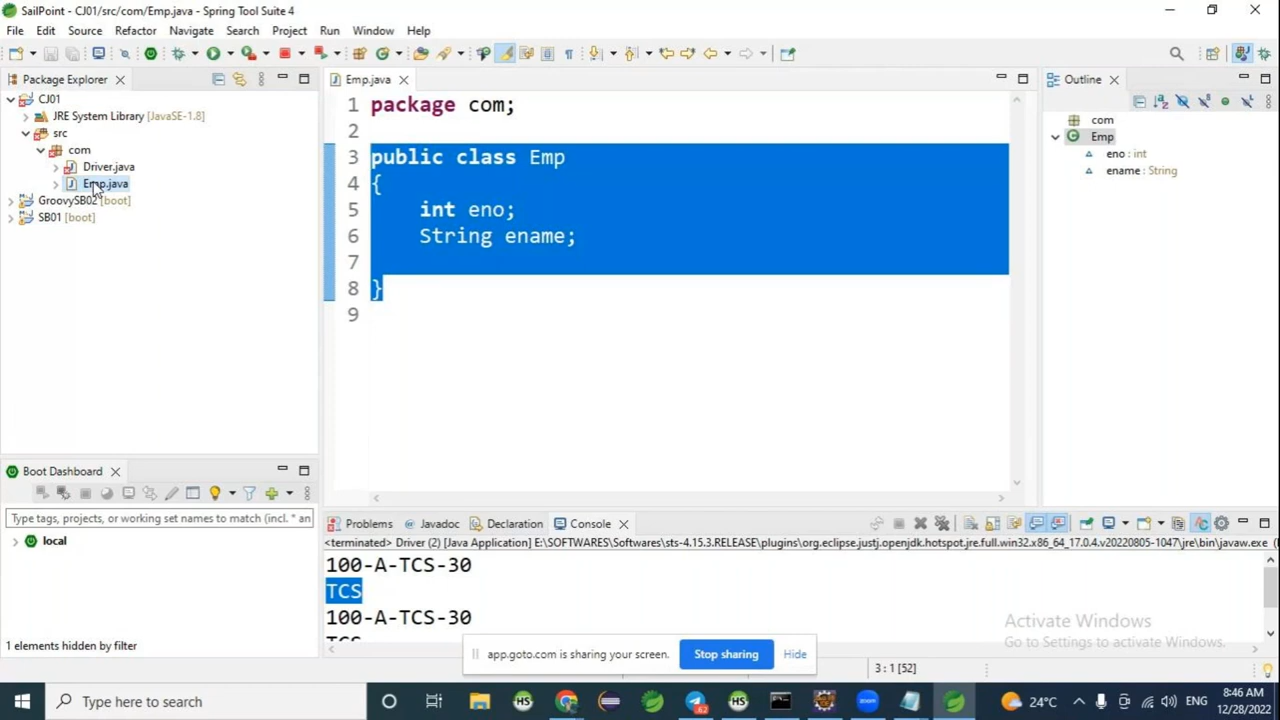 SailPoint - CJ01/src/com/Emp.java - Spring Tool Suite 4
File Edit Source Refactor Navigate Search Project Run Window Help
Package Explorer
CJ01
JRE System Library [JavaSE-1.8]
src
com
Driver.java
Emp.java
GroovySB02 [boot]
SB01 [boot]
Emp.java
1 package com;
2
3 public class Emp
4 {
5 int eno;
6 String ename;
7
8 }
9
Outline
com
Emp
eno : int
ename : String
Boot Dashboard
Type tags, projects, or working set names to match (incl. * an
local
1 elements hidden by filter
Problems Javadoc Declaration Console
<terminated> Driver (2) [Java Application] E:\SOFTWARES\Softwares\sts-4.15.3.RELEASE\plugins\org.eclipse.justj.openjdk.hotspot.jre.full.win32.x86_64_17.0.4.v20220805-1047\jre\bin\javaw.exe (
100-A-TCS-30
TCS
100-A-TCS-30
TCS
Activate Windows
Go to Settings to activate Windows.
app.goto.com is sharing your screen. Stop sharing Hide
3 : 1 [52]
Type here to search
HS
62
HS
24°C
ENG
8:46 AM
12/28/2022